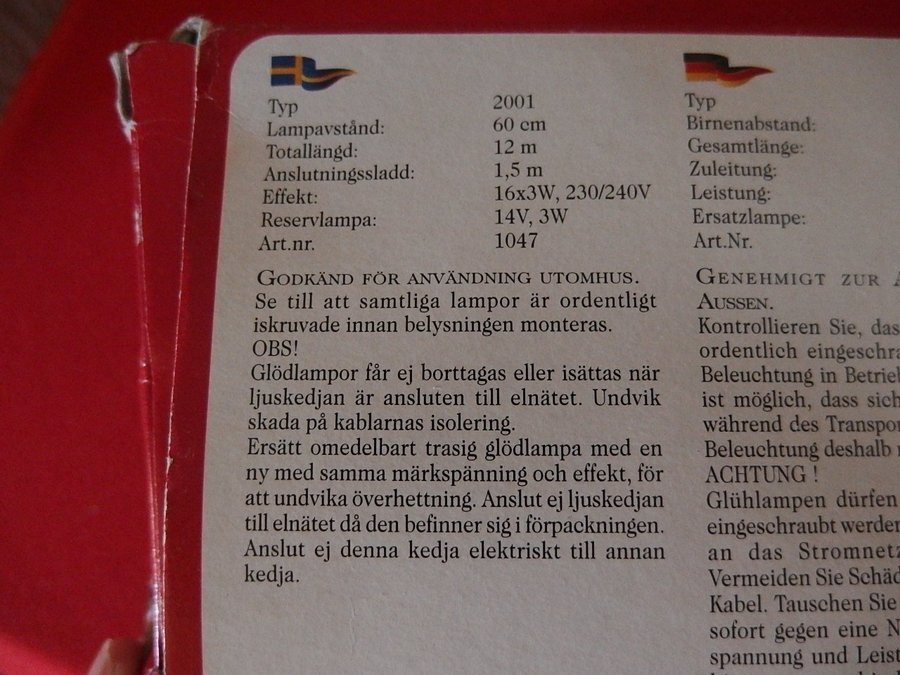 Typ 2001
Lampavstånd: 60 cm
Totallängd: 12 m
Anslutningssladd: 1,5 m
Effekt: 16x3W, 230/240V
Reservlampa: 14V, 3W
Art.nr. 1047
GODKÄND FÖR ANVÄNDNING UTOMHUS.
Se till att samtliga lampor är ordentligt
iskruvade innan belysningen monteras.
OBS!
Glödlampor får ej borttagas eller isättas när
ljuskedjan är ansluten till elnätet. Undvik
skada på kablarnas isolering.
Ersätt omedelbart trasig glödlampa med en
ny med samma märkspänning och effekt, för
att undvika överhettning. Anslut ej ljuskedjan
till elnätet då den befinner sig i förpackningen.
Anslut ej denna kedja elektriskt till annan
kedja.
Typ
Birnenabstand:
Gesamtlänge:
Zuleitung:
Leistung:
Ersatzlampe:
Art.Nr.
GENEHMIGT ZUR
AUSSEN.
Kontrollieren Sie, das
ordentlich eingeschra
Beleuchtung in Betrie
ist möglich, dass sich
während des Transpo
Beleuchtung deshalb
ACHTUNG !
Glühlampen dürfen
eingeschraubt werde
an das Stromnetz
Vermeiden Sie Schäd
Kabel. Tauschen Sie
sofort gegen eine N
spannung und Leist